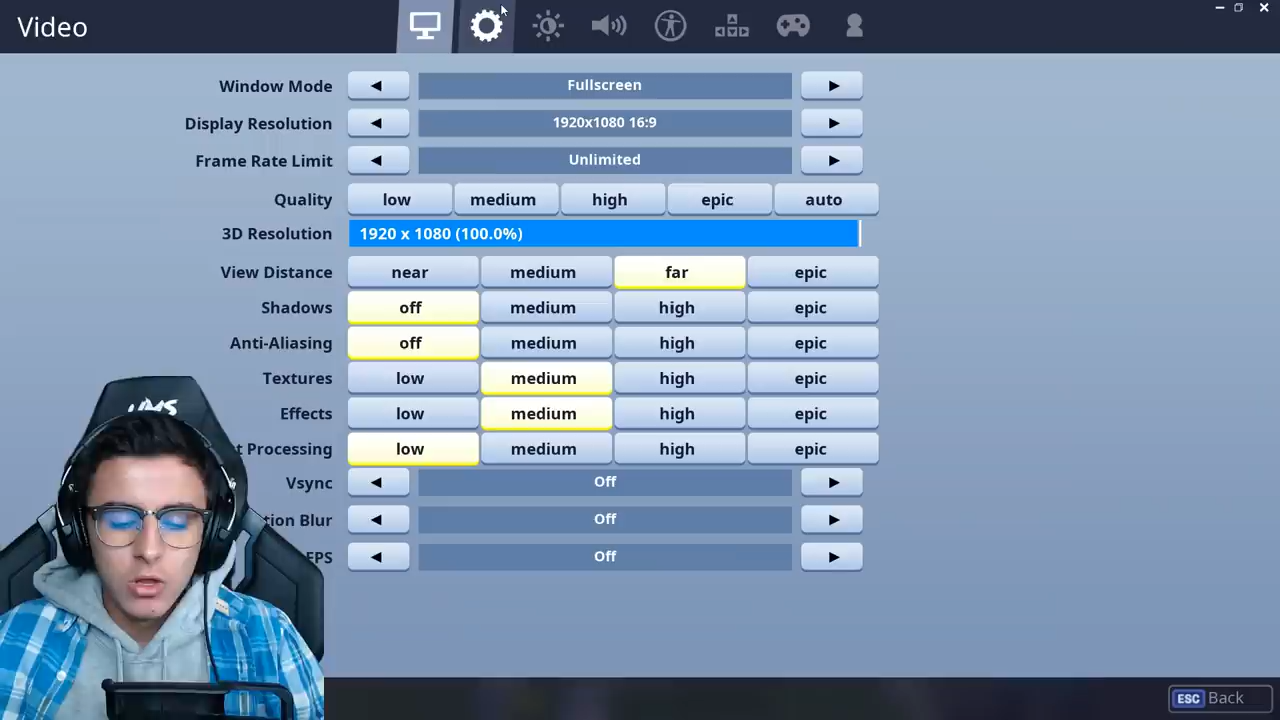 Video
Window Mode ◀ Fullscreen ▶
Display Resolution ◀ 1920x1080 16:9 ▶
Frame Rate Limit ◀ Unlimited ▶
Quality low medium high epic auto
3D Resolution 1920 x 1080 (100.0%)
View Distance near medium far epic
Shadows off medium high epic
Anti-Aliasing off medium high epic
Textures low medium high epic
Effects low medium high epic
Processing low medium high epic
Vsync ◀ Off ▶
Blur ◀ Off ▶
FPS ◀ Off ▶
ESC Back